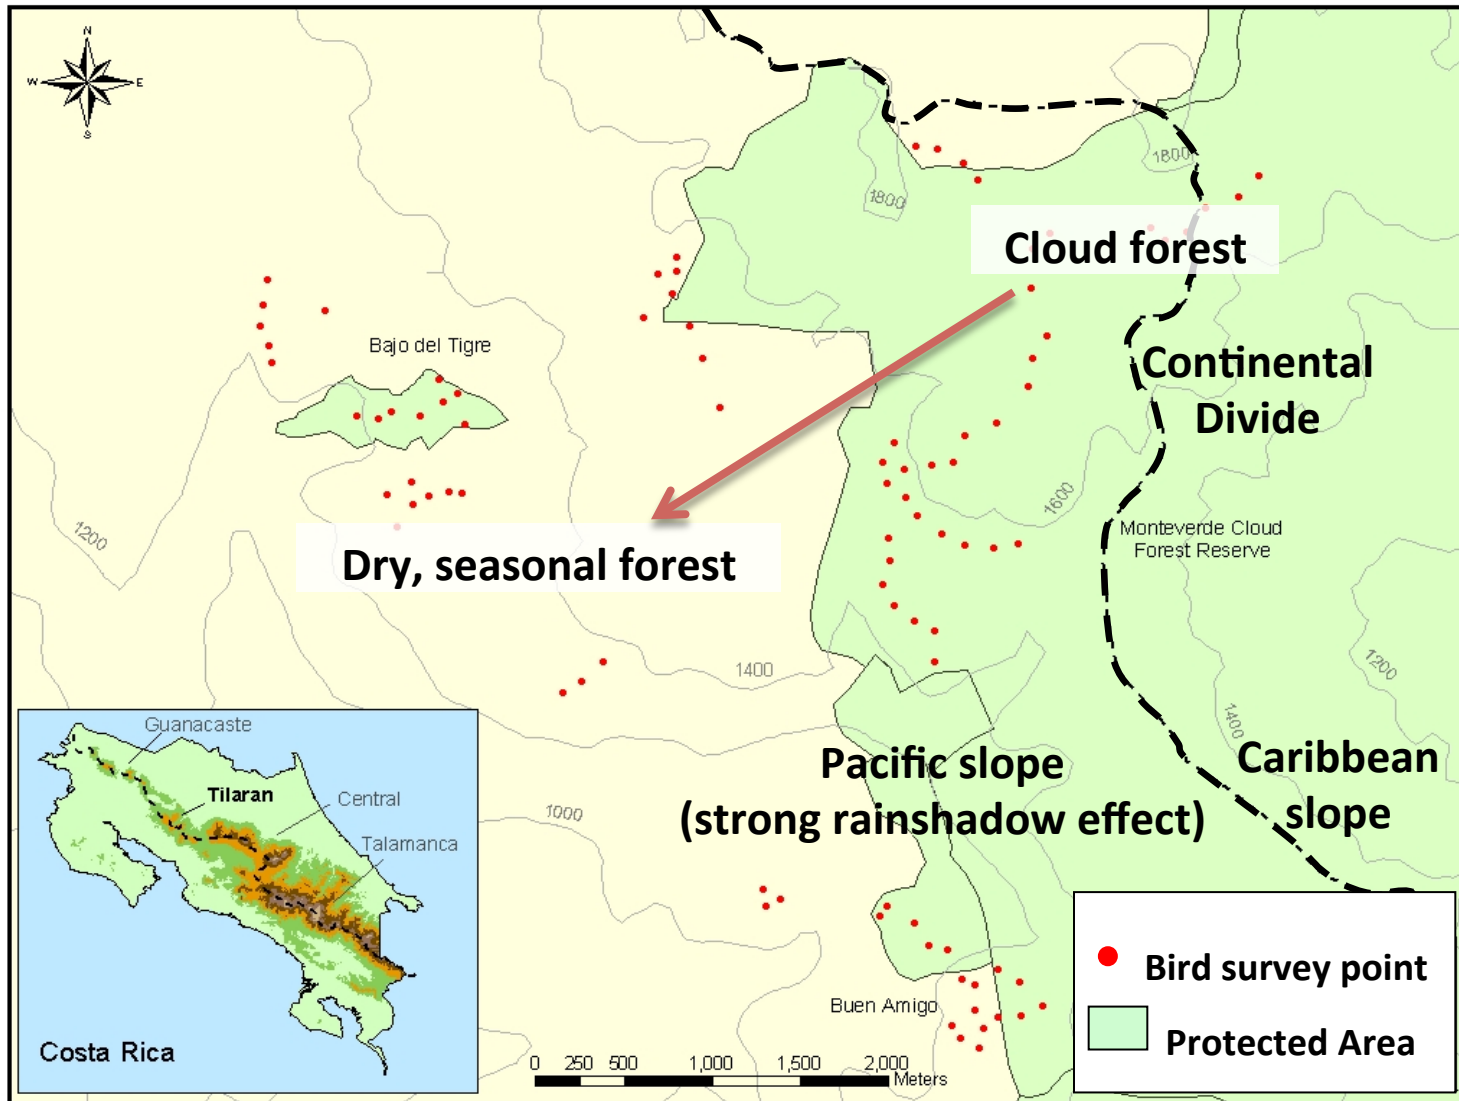 N
W
E
S
1800
1800
Cloud forest
Bajo del Tigre
Continental
Divide
1200
1600
Monteverde Cloud
Forest Reserve
Dry, seasonal forest
1400
1200
1400
Pacific slope
(strong rainshadow effect)
Caribbean
slope
1000
Guanacaste
Tilaran
Central
Talamanca
Costa Rica
Buen Amigo
0 250 500 1,000 1,500 2,000
Meters
Bird survey point
Protected Area